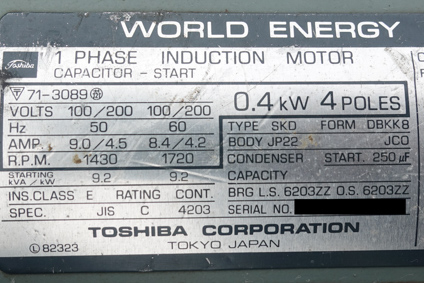 WORLD ENERGY
Toshiba
1 PHASE INDUCTION MOTOR
CAPACITOR - START
71-3089
0.4 kW 4 POLES
VOLTS 100/200 100/200
Hz 50 60
AMP. 9.0/4.5 8.4/4.2
R.P.M. 1430 1720
STARTING kVA/kW 9.2 9.2
INS.CLASS E RATING CONT.
SPEC. JIS C 4203
TYPE SKD FORM DBKK8
BODY JP22 JCO
CONDENSER START. 250 µF
CAPACITY
BRG L.S. 6203ZZ O.S. 6203ZZ
SERIAL NO.
TOSHIBA CORPORATION
Ⓛ82323 TOKYO JAPAN